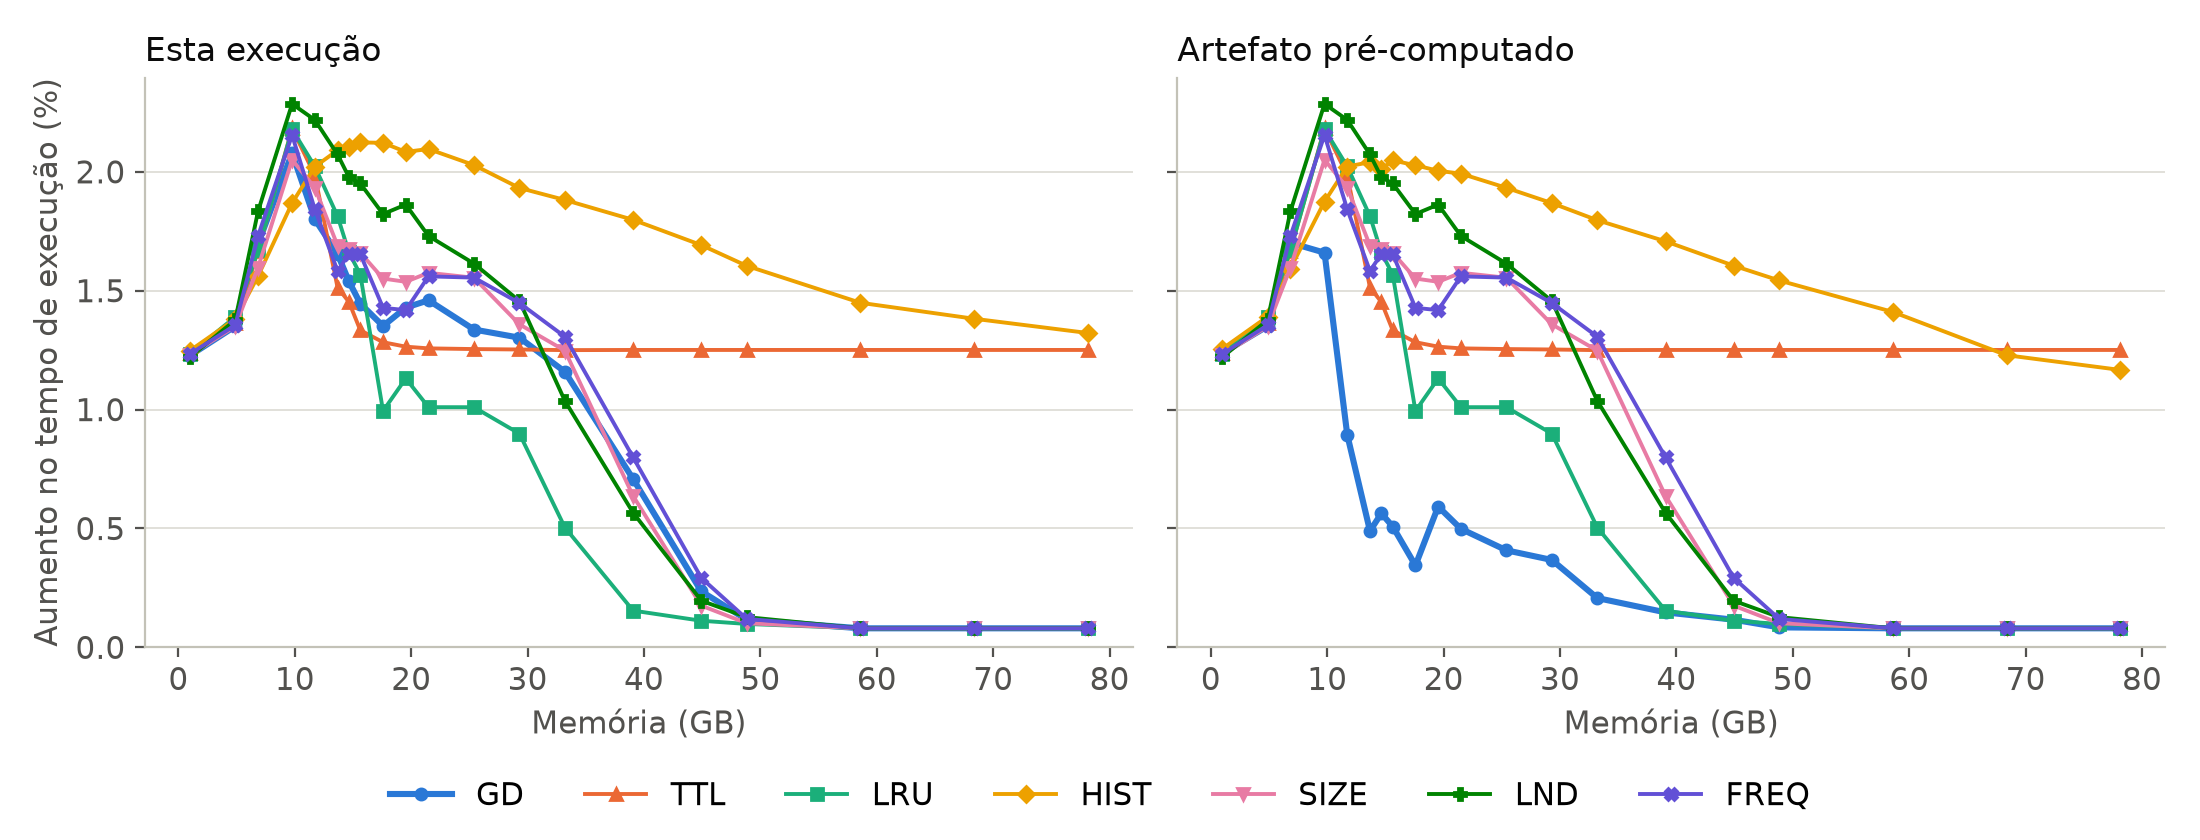 Esta execução
Artefato pré-computado
Aumento no tempo de execução (%)
2.0
1.5
1.0
0.5
0.0
0 10 20 30 40 50 60 70 80
0 10 20 30 40 50 60 70 80
Memória (GB)
Memória (GB)
GD TTL LRU HIST SIZE LND FREQ